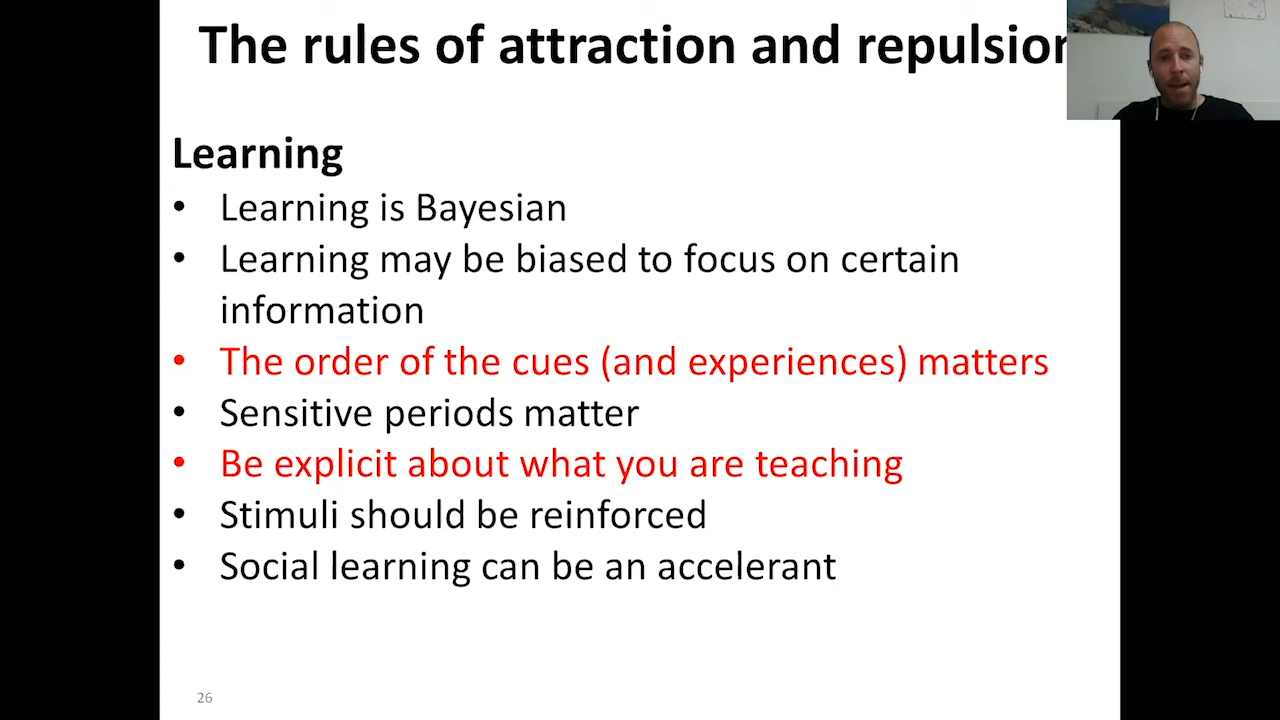 The rules of attraction and repulsion
Learning
• Learning is Bayesian
• Learning may be biased to focus on certain
information
• The order of the cues (and experiences) matters
• Sensitive periods matter
• Be explicit about what you are teaching
• Stimuli should be reinforced
• Social learning can be an accelerant
26